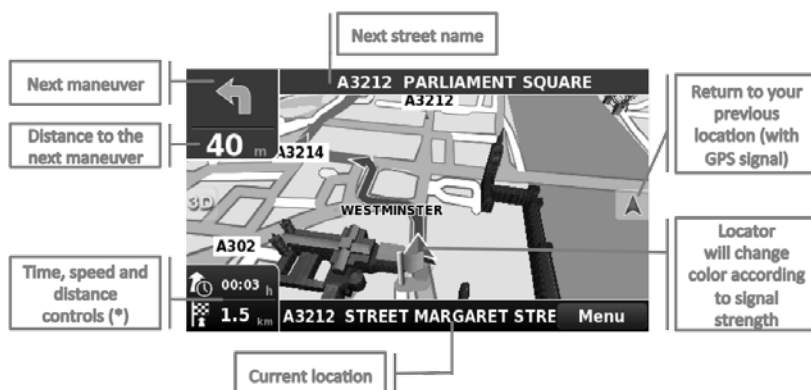 Next street name
Next maneuver
A3212 PARLIAMENT SQUARE
A3212
Return to your
previous
location (with
GPS signal)
Distance to the
next maneuver
40 m
A3214
3D
WESTMINSTER
A302
Locator
will change
color according
to signal
strength
Time, speed and
distance
controls (*)
00:03 h
1.5 km
A3212 STREET MARGARET STRE
Menu
Current location